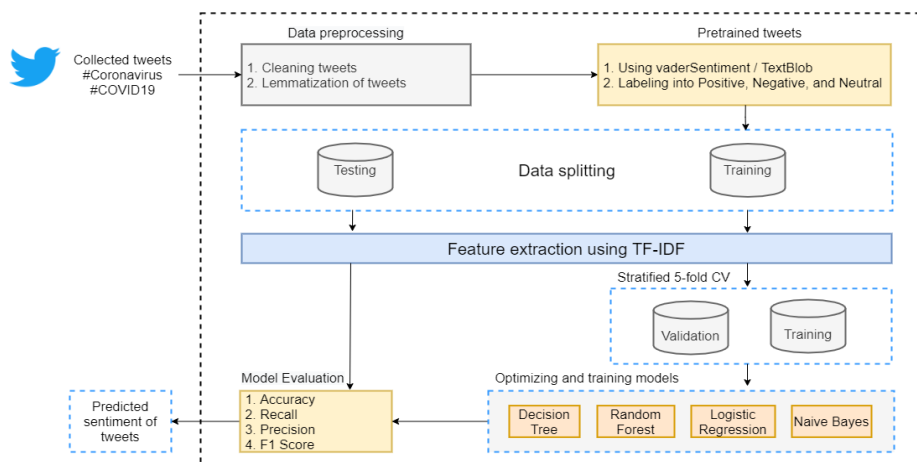 Data preprocessing
Pretrained tweets
Collected tweets
#Coronavirus
#COVID19
1. Cleaning tweets
2. Lemmatization of tweets
1. Using vaderSentiment / TextBlob
2. Labeling into Positive, Negative, and Neutral
Testing
Data splitting
Training
Feature extraction using TF-IDF
Stratified 5-fold CV
Validation
Training
Model Evaluation
Optimizing and training models
1. Accuracy
2. Recall
3. Precision
4. F1 Score
Decision
Tree
Random
Forest
Logistic
Regression
Naive Bayes
Predicted
sentiment of
tweets